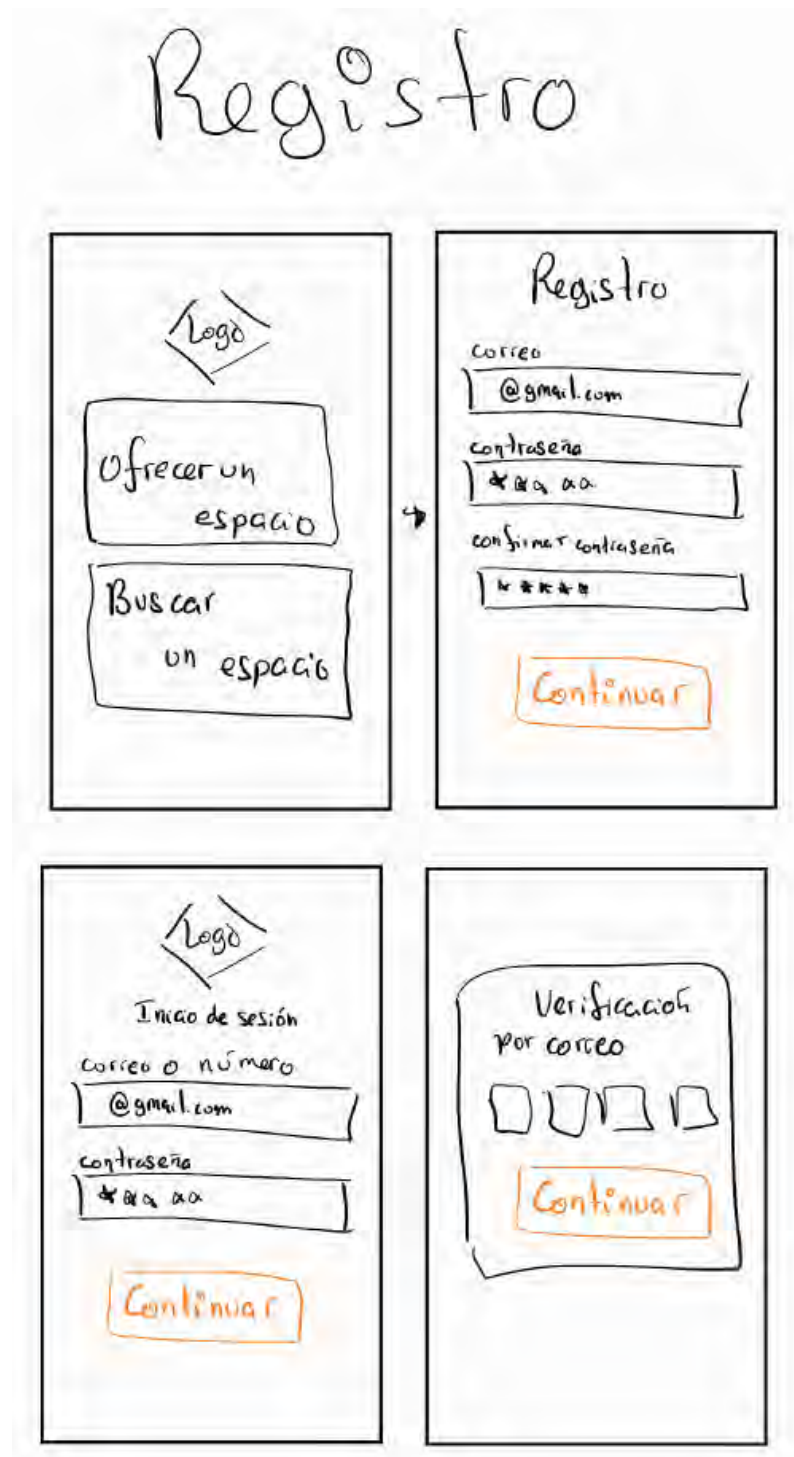 Registro
Logo
Ofrecer un
espacio
Buscar
un espacio
Registro
correo
@gmail.com
contraseña
*****
confirmar contraseña
*****
Continuar
Logo
Inicio de sesión
correo o número
@gmail.com
contraseña
*****
Continuar
Verificación
por correo
Continuar